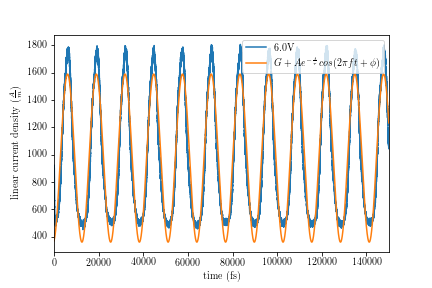 1800
1600
1400
1200
1000
800
600
400
linear current density (A/m)
6.0V
G + Ae^{-t/τ}cos(2πft + ϕ)
0 20000 40000 60000 80000 100000 120000 140000
time (fs)